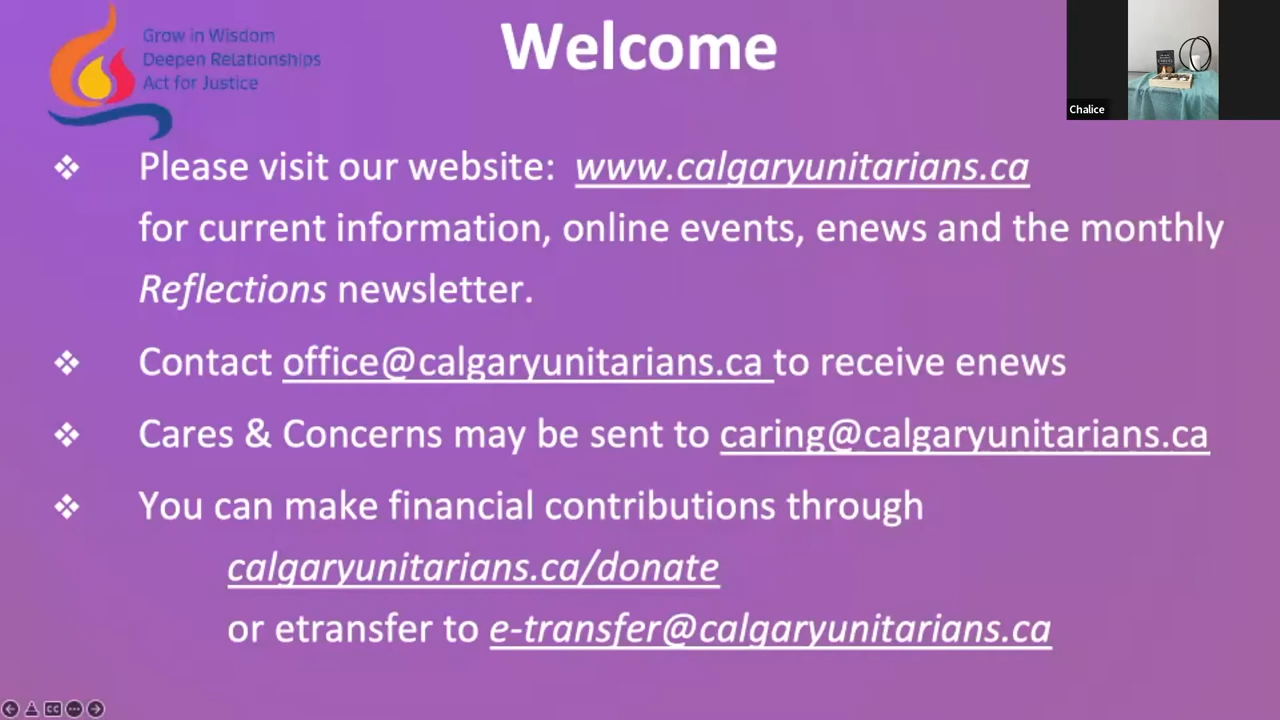 Grow in Wisdom
Deepen Relationships
Act for Justice
Welcome
Chalice
❖ Please visit our website: www.calgaryunitarians.ca
for current information, online events, enews and the monthly
Reflections newsletter.
❖ Contact office@calgaryunitarians.ca to receive enews
❖ Cares & Concerns may be sent to caring@calgaryunitarians.ca
❖ You can make financial contributions through
calgaryunitarians.ca/donate
or etransfer to e-transfer@calgaryunitarians.ca
CC